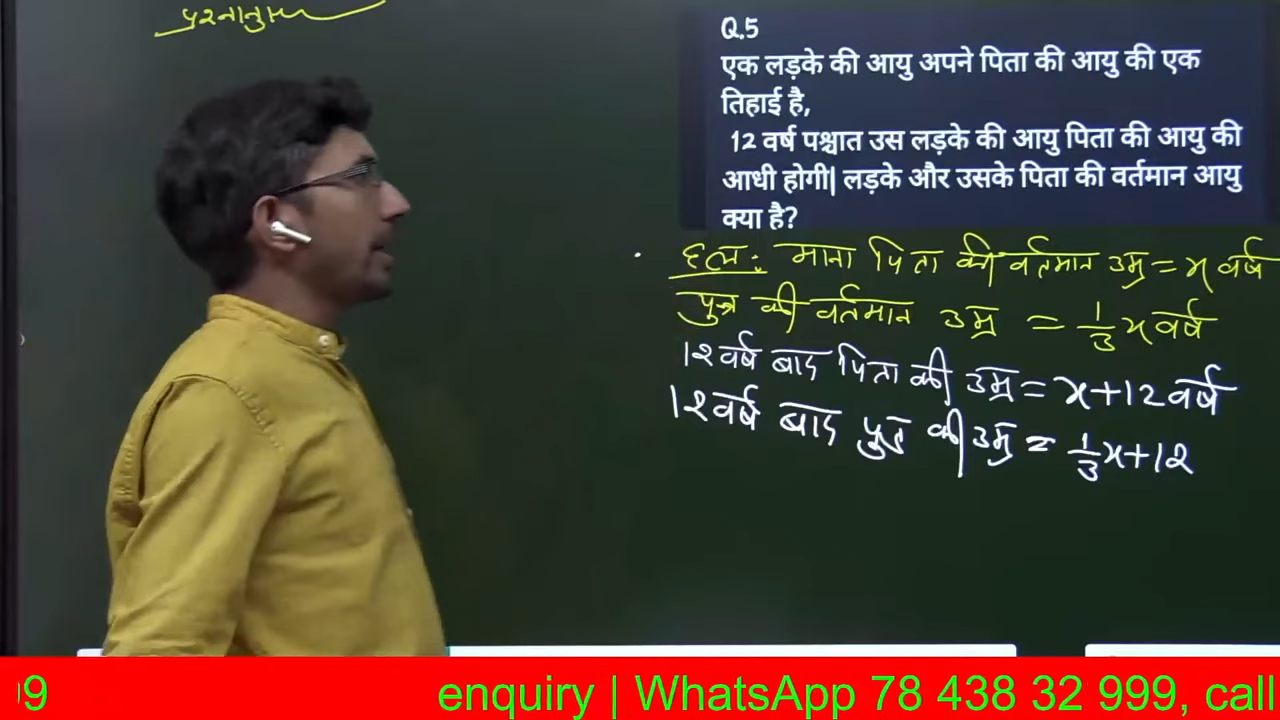 प्रश्नानुसार
Q.5
एक लड़के की आयु अपने पिता की आयु की एक
तिहाई है,
12 वर्ष पश्चात उस लड़के की आयु पिता की आयु की
आधी होगी| लड़के और उसके पिता की वर्तमान आयु
क्या है?
हल: माना पिता की वर्तमान उम्र = x वर्ष
पुत्र की वर्तमान उम्र = 1/3 x वर्ष
12 वर्ष बाद पिता की उम्र = x+12 वर्ष
12 वर्ष बाद पुत्र की उम्र = 1/3 x+12
9
enquiry | WhatsApp 78 438 32 999, call